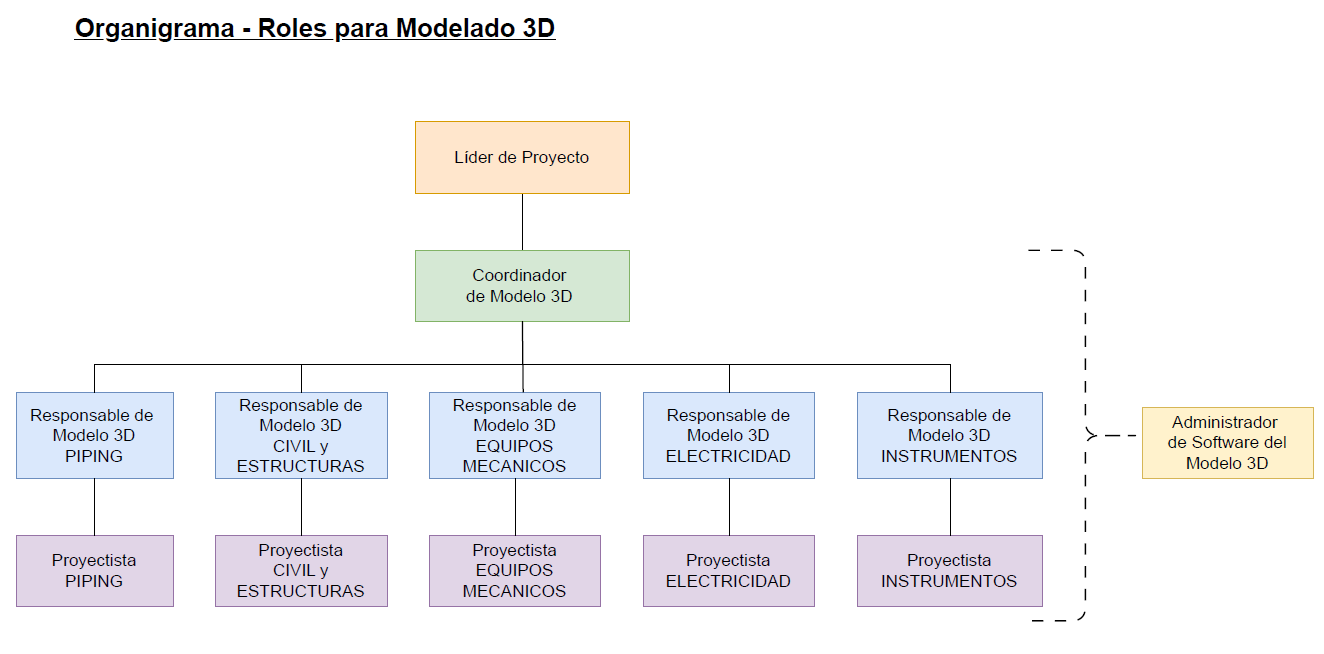 Organigrama - Roles para Modelado 3D
Líder de Proyecto
Coordinador
de Modelo 3D
Responsable de
Modelo 3D
PIPING
Responsable de
Modelo 3D
CIVIL y
ESTRUCTURAS
Responsable de
Modelo 3D
EQUIPOS
MECANICOS
Responsable de
Modelo 3D
ELECTRICIDAD
Responsable de
Modelo 3D
INSTRUMENTOS
Administrador
de Software del
Modelo 3D
Proyectista
PIPING
Proyectista
CIVIL y
ESTRUCTURAS
Proyectista
EQUIPOS
MECANICOS
Proyectista
ELECTRICIDAD
Proyectista
INSTRUMENTOS